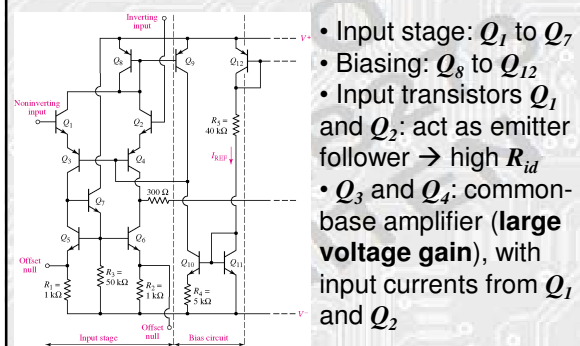 Inverting
input
V+
Q8
Q9
Q12
Noninverting
input
Q1
Q2
R5 =
40 kΩ
Q3
Q4
IREF
300 Ω
Q7
Q5
Q6
Offset
null
Q10
Q11
R1 =
1 kΩ
R3 =
50 kΩ
R2 =
1 kΩ
R4 =
5 kΩ
V−
Offset
null
Input stage
Bias circuit
• Input stage: Q1 to Q7
• Biasing: Q8 to Q12
• Input transistors Q1
and Q2: act as emitter
follower → high Rid
• Q3 and Q4: common-
base amplifier (large
voltage gain), with
input currents from Q1
and Q2